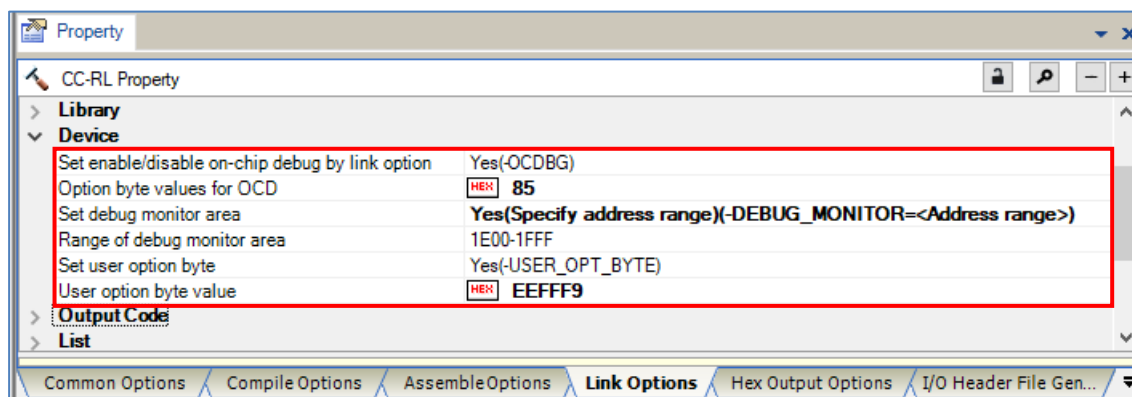 Property
CC-RL Property
Library
Device
Set enable/disable on-chip debug by link option Yes(-OCDBG)
Option byte values for OCD HEX 85
Set debug monitor area Yes(Specify address range)(-DEBUG_MONITOR=<Address range>)
Range of debug monitor area 1E00-1FFF
Set user option byte Yes(-USER_OPT_BYTE)
User option byte value HEX EEFFF9
Output Code
List
Common Options Compile Options Assemble Options Link Options Hex Output Options I/O Header File Gen...